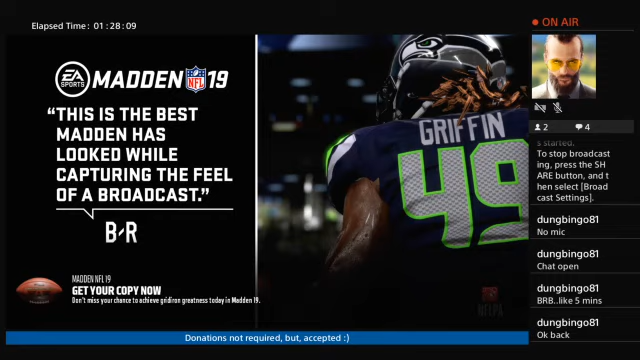 Elapsed Time: 01:28:09
ON AIR
EA
SPORTS
MADDEN NFL 19
"THIS IS THE BEST
MADDEN HAS
LOOKED WHILE
CAPTURING THE FEEL
OF A BROADCAST."
B/R
GRIFFIN
49
NFLPA
MADDEN NFL 19
GET YOUR COPY NOW
Don't miss your chance to achieve gridiron greatness today in Madden 19.
Donations not required, but, accepted :)
2
4
s started.
To stop broadcast
ing, press the SH
ARE button, and t
hen select [Broad
cast Settings].
dungbingo81
No mic
dungbingo81
Chat open
dungbingo81
BRB..like 5 mins
dungbingo81
Ok back